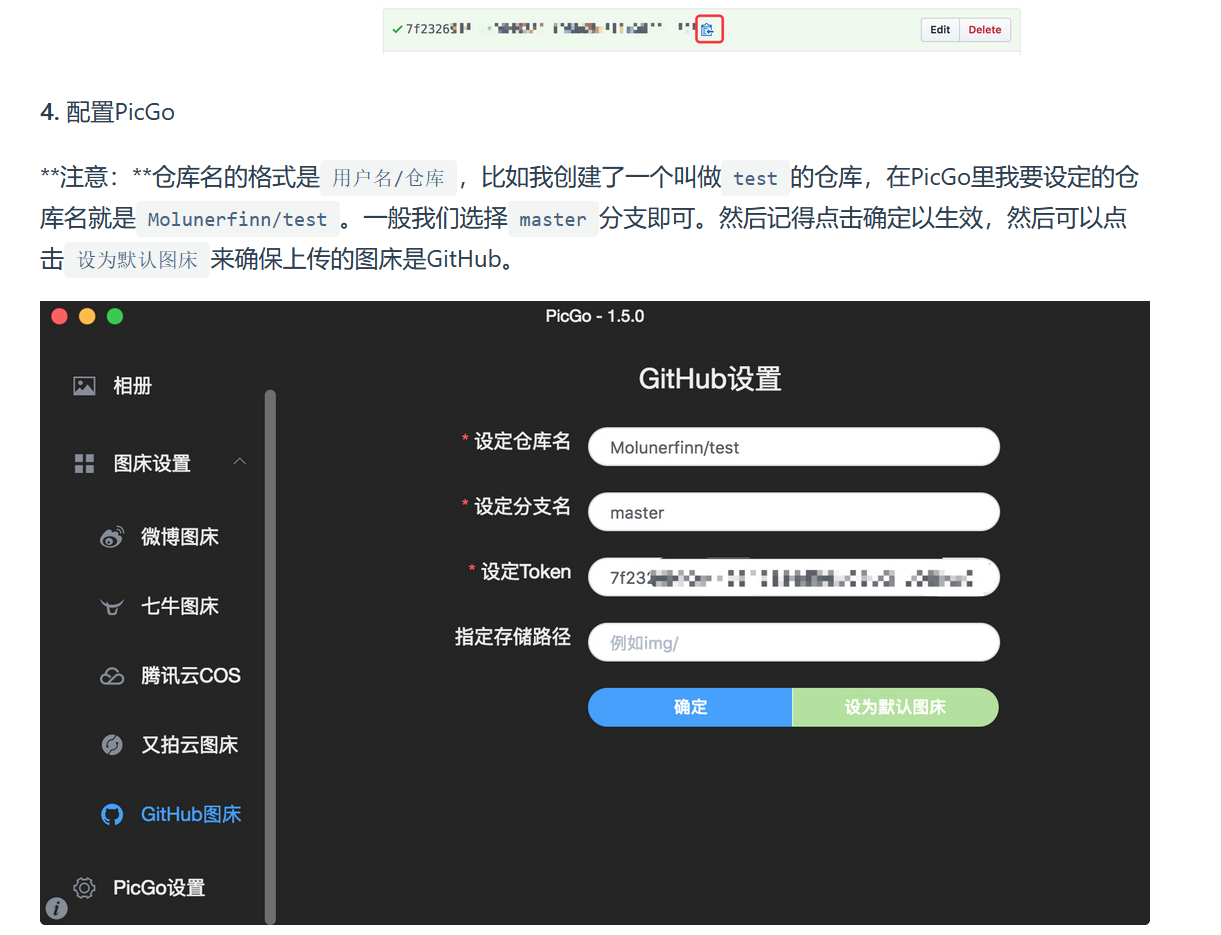 7f2326
Edit Delete
4. 配置PicGo
**注意：**仓库名的格式是 用户名/仓库 ，比如我创建了一个叫做 test 的仓库，在PicGo里我要设定的仓
库名就是 Molunerfinn/test 。一般我们选择 master 分支即可。然后记得点击确定以生效，然后可以点
击 设为默认图床 来确保上传的图床是GitHub。
PicGo - 1.5.0
相册
图床设置
微博图床
七牛图床
腾讯云COS
又拍云图床
GitHub图床
PicGo设置
GitHub设置
* 设定仓库名 Molunerfinn/test
* 设定分支名 master
* 设定Token 7f232
指定存储路径 例如img/
确定 设为默认图床